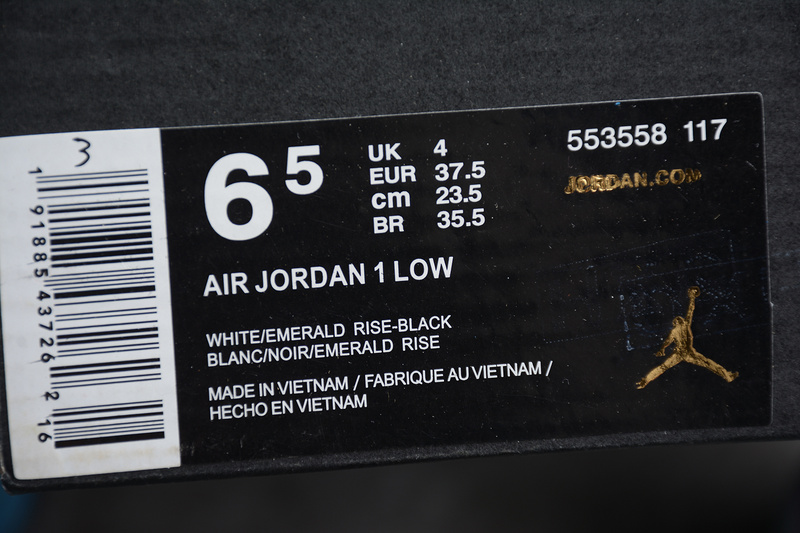 3
1 91885 43726 2 16
6 5
UK 4
EUR 37.5
cm 23.5
BR 35.5
553558 117
JORDAN.COM
AIR JORDAN 1 LOW
WHITE/EMERALD RISE-BLACK
BLANC/NOIR/EMERALD RISE
MADE IN VIETNAM / FABRIQUE AU VIETNAM /
HECHO EN VIETNAM